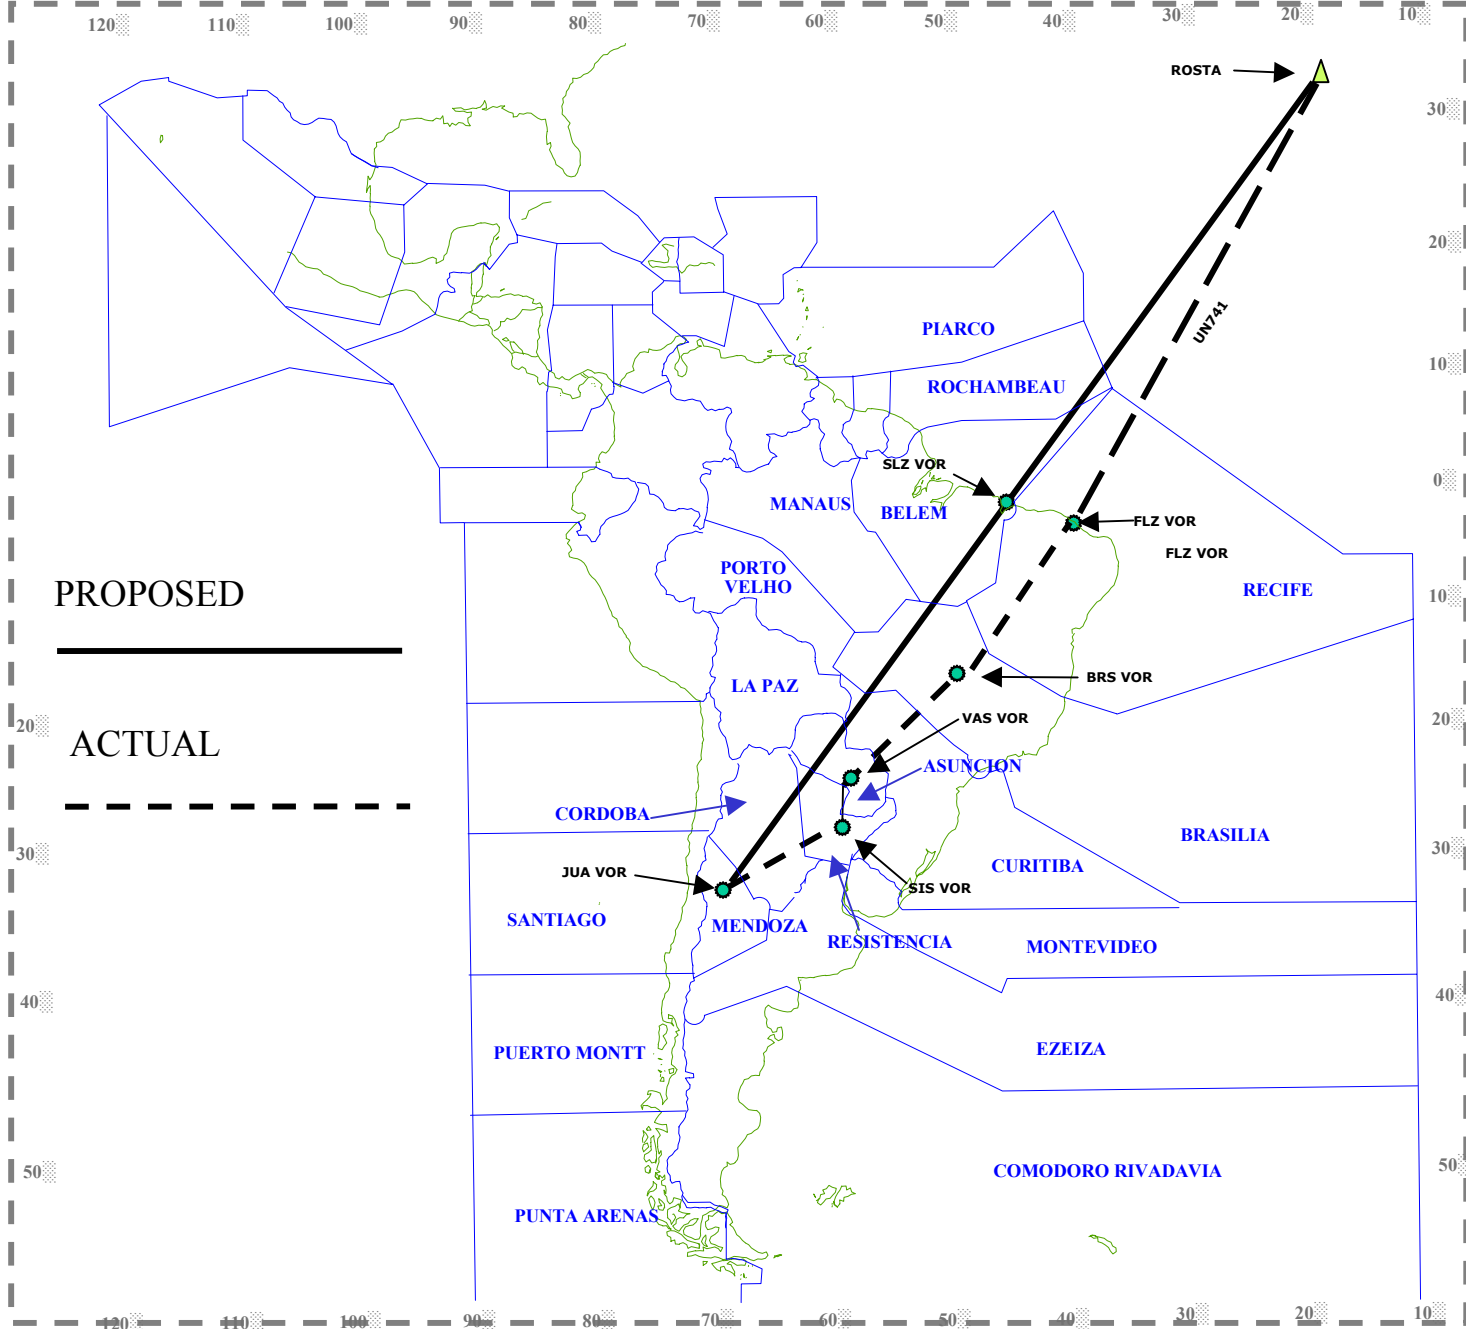 120 110 100 90 70 60 50 40 30 20 10
ROSTA
30
20
UN741
PIARCO
10
ROCHAMBEAU
SLZ VOR
0
MANAUS
BELEM
FLZ VOR
FLZ VOR
PORTO
VELHO
PROPOSED
RECIFE
10
LA PAZ
BRS VOR
VAS VOR
20
20
ACTUAL
ASUNCION
CORDOBA
BRASILIA
30
30
CURITIBA
JUA VOR
SIS VOR
SANTIAGO
MENDOZA
RESISTENCIA
MONTEVIDEO
40
40
PUERTO MONTT
EZEIZA
50
50
COMODORO RIVADAVIA
PUNTA ARENAS
120 110 100 90 80 70 60 50 40 30 20 10